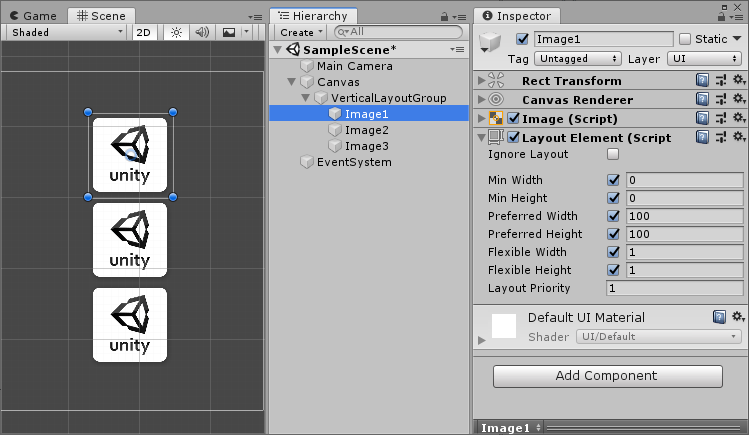 Game
Scene
Shaded
2D
unity
unity
unity
Hierarchy
Create
All
SampleScene*
Main Camera
Canvas
VerticalLayoutGroup
Image1
Image2
Image3
EventSystem
Inspector
Image1
Static
Tag Untagged Layer UI
Rect Transform
Canvas Renderer
Image (Script)
Layout Element (Script
Ignore Layout
Min Width 0
Min Height 0
Preferred Width 100
Preferred Height 100
Flexible Width 1
Flexible Height 1
Layout Priority 1
Default UI Material
Shader UI/Default
Add Component
Image1